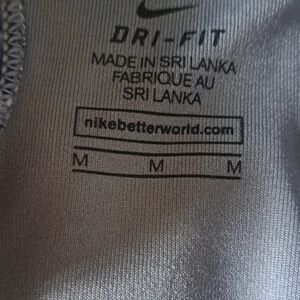 DRI-FIT
MADE IN SRI LANKA
FABRIQUE AU
SRI LANKA
nikebetterworld.com
M M M